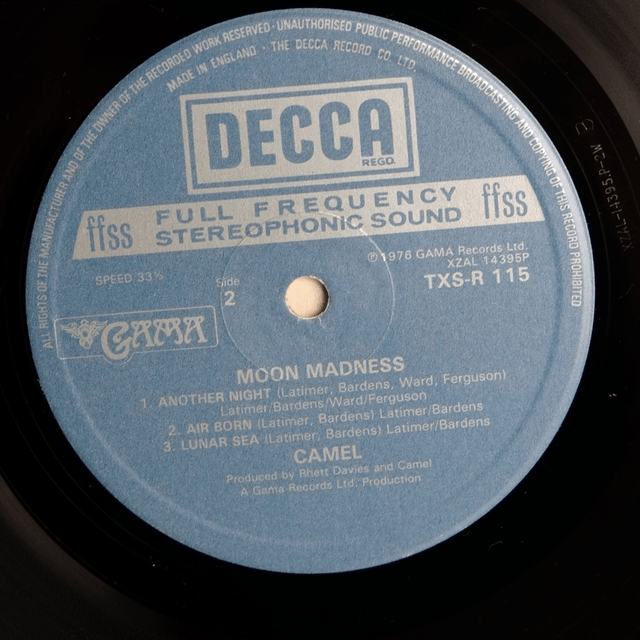 ALL RIGHTS OF THE MANUFACTURER AND OF THE OWNER OF THE RECORDED WORK RESERVED · UNAUTHORISED PUBLIC PERFORMANCE BROADCASTING AND COPYING OF THIS RECORD PROHIBITED
MADE IN ENGLAND · THE DECCA RECORD CO. LTD.
DECCA
REGD.
ffss FULL FREQUENCY ffss
STEREOPHONIC SOUND
℗ 1976 GAMA Records Ltd.
XZAL 14395P
SPEED 33⅓
Side
2
TXS-R 115
GAMA
MOON MADNESS
1. ANOTHER NIGHT (Latimer, Bardens, Ward, Ferguson)
Latimer/Bardens/Ward/Ferguson
2. AIR BORN (Latimer, Bardens) Latimer/Bardens
3. LUNAR SEA (Latimer, Bardens) Latimer/Bardens
CAMEL
Produced by Rhett Davies and Camel
A Gama Records Ltd. Production